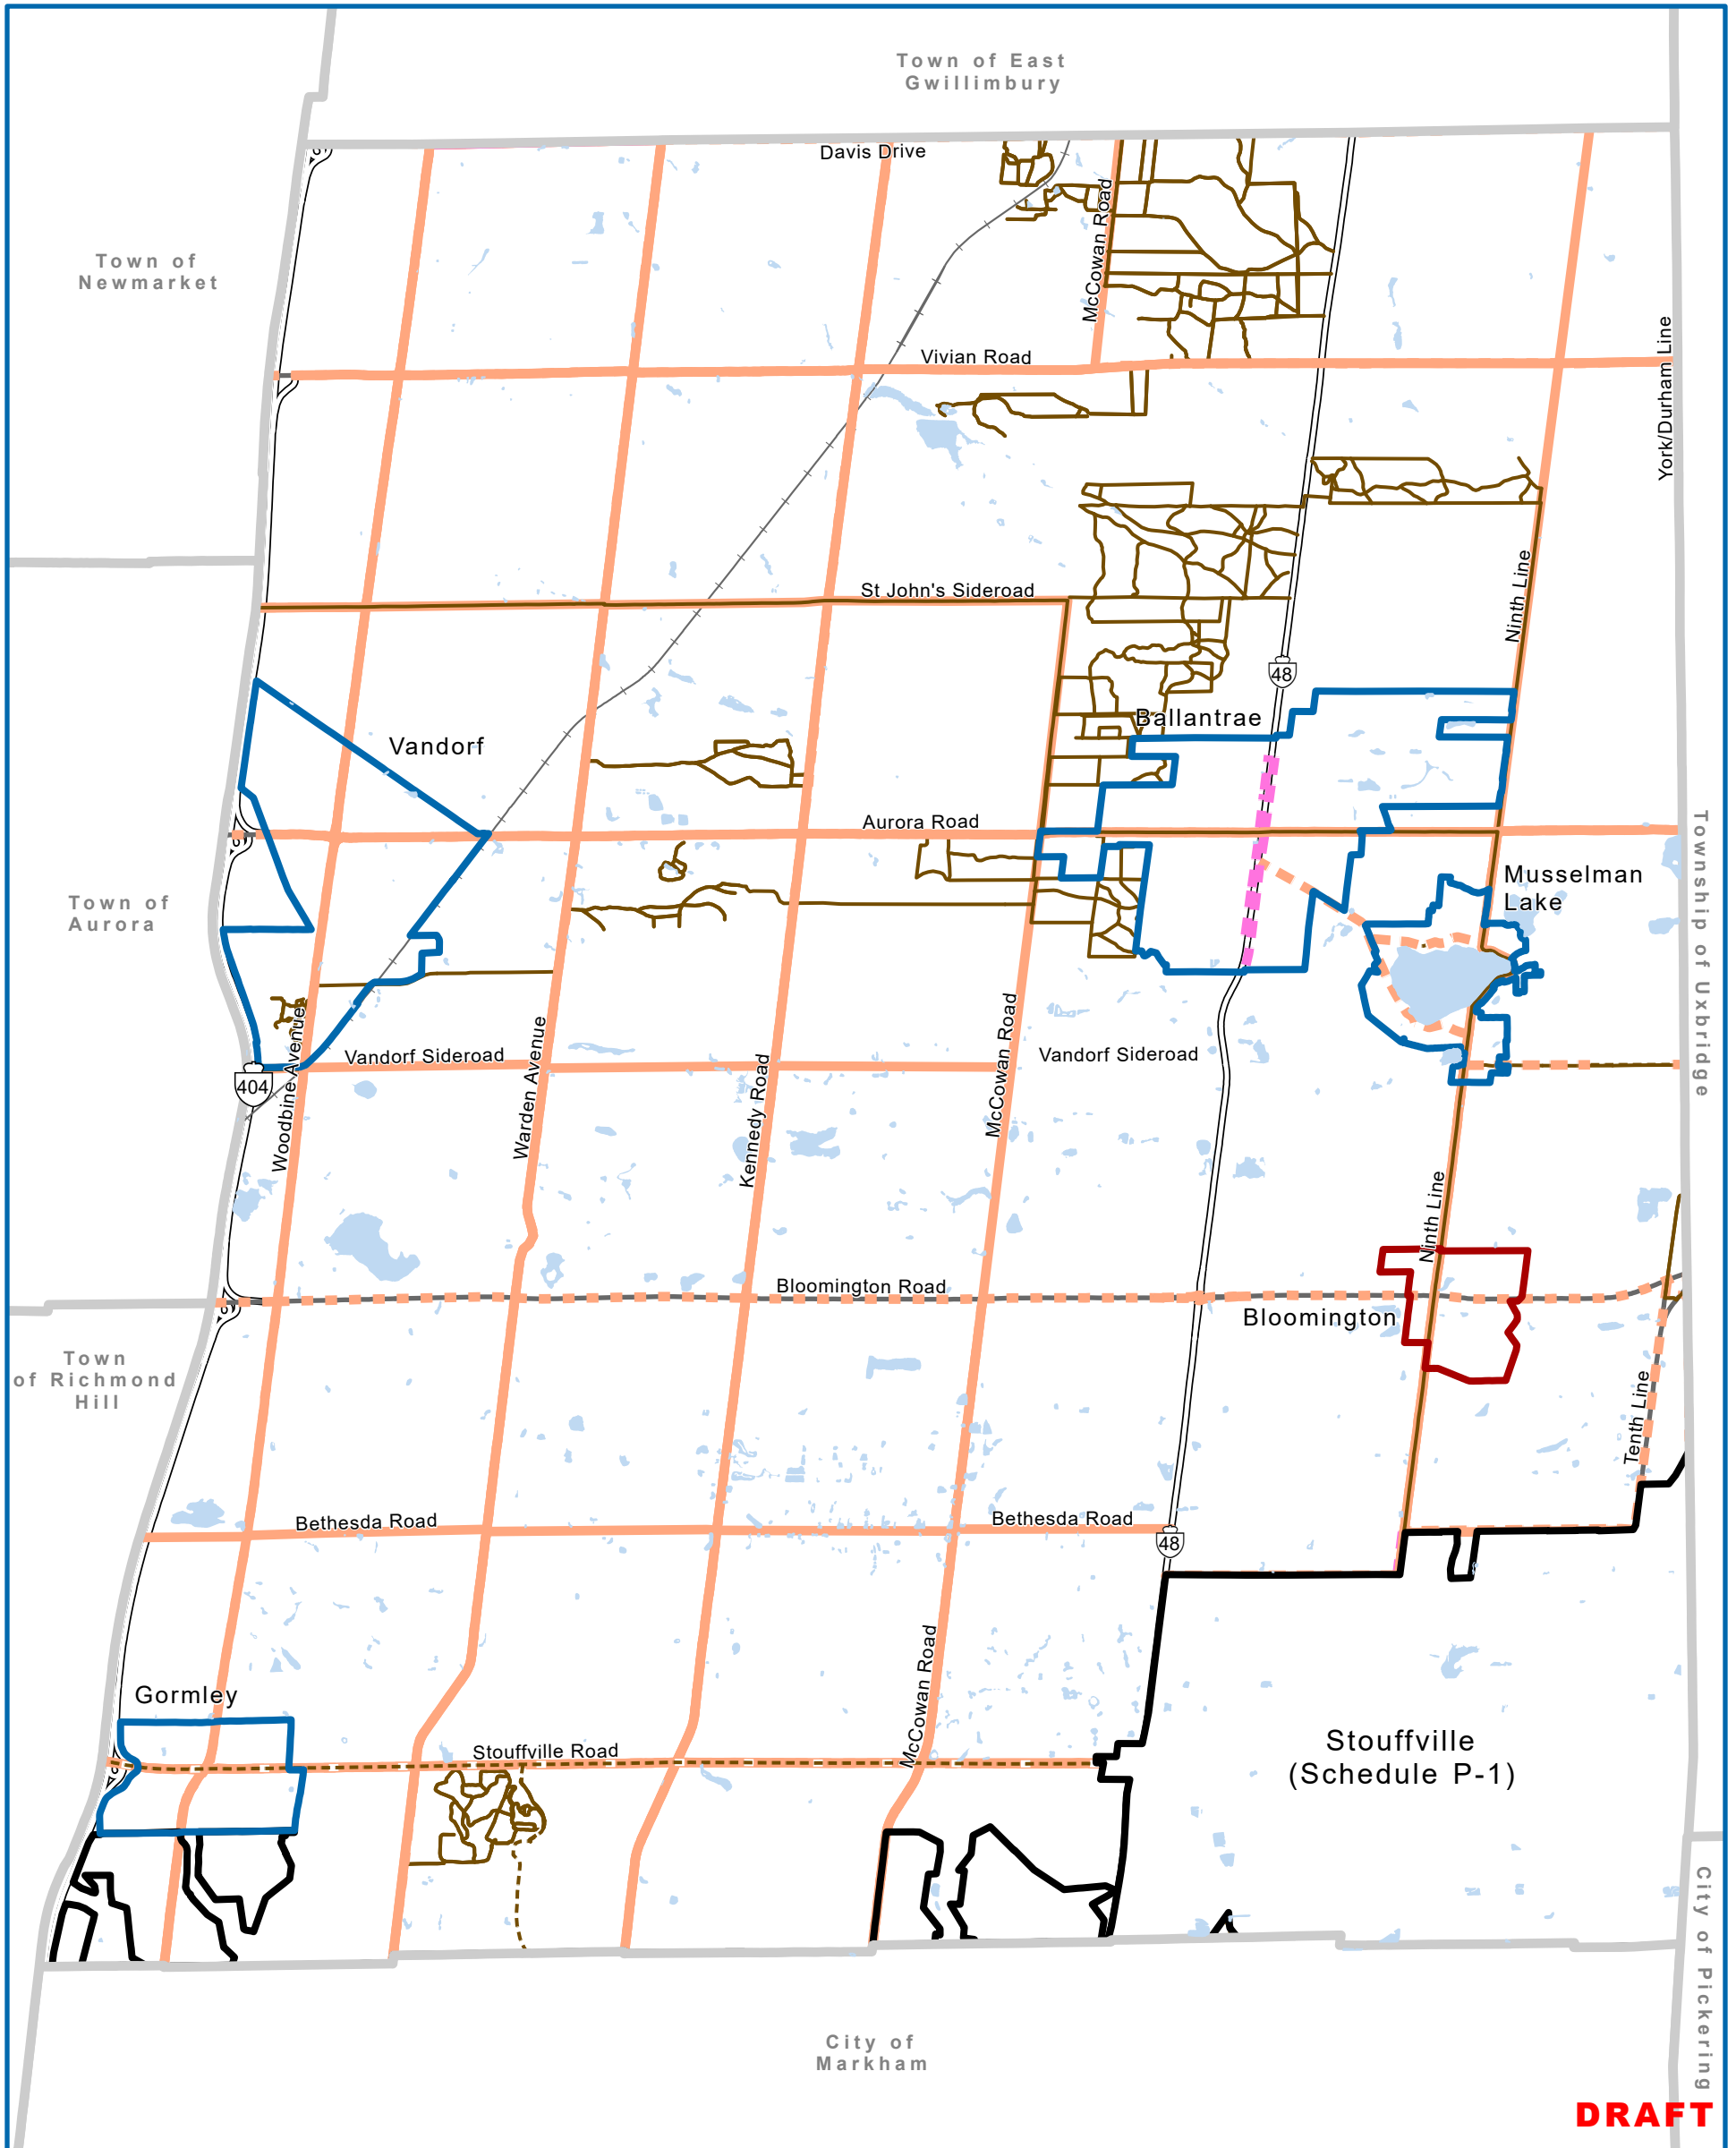 Town of East
Gwillimbury
Davis Drive
McCowan Road
Town of
Newmarket
Vivian Road
York/Durham Line
St John's Sideroad
Ninth Line
48
Ballantrae
Vandorf
Aurora Road
Township of Uxbridge
Musselman
Lake
Town of
Aurora
Vandorf Sideroad
Vandorf Sideroad
404
Woodbine Avenue
Warden Avenue
Kennedy Road
McCowan Road
Ninth Line
Bloomington Road
Bloomington
Town
of Richmond
Hill
Tenth Line
Bethesda Road
Bethesda Road
48
McCowan Road
Gormley
Stouffville Road
Stouffville
(Schedule P-1)
City of Pickering
City of
Markham
DRAFT